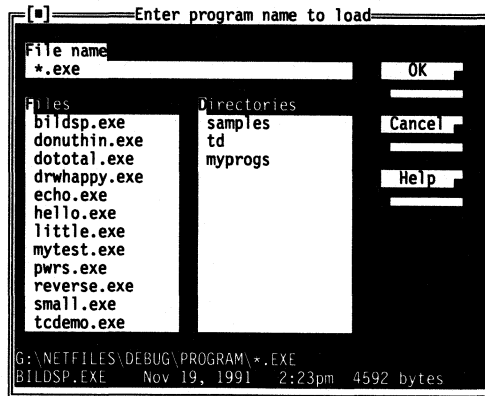 [■] Enter program name to load
File name
*.exe
OK
Files
Directories
bildsp.exe
samples
Cancel
donuthin.exe
td
dototal.exe
myprogs
drwhappy.exe
Help
echo.exe
hello.exe
little.exe
mytest.exe
pwrs.exe
reverse.exe
small.exe
tcdemo.exe
G:\NETFILES\DEBUG\PROGRAM\*.EXE
BILDSP.EXE Nov 19, 1991 2:23pm 4592 bytes